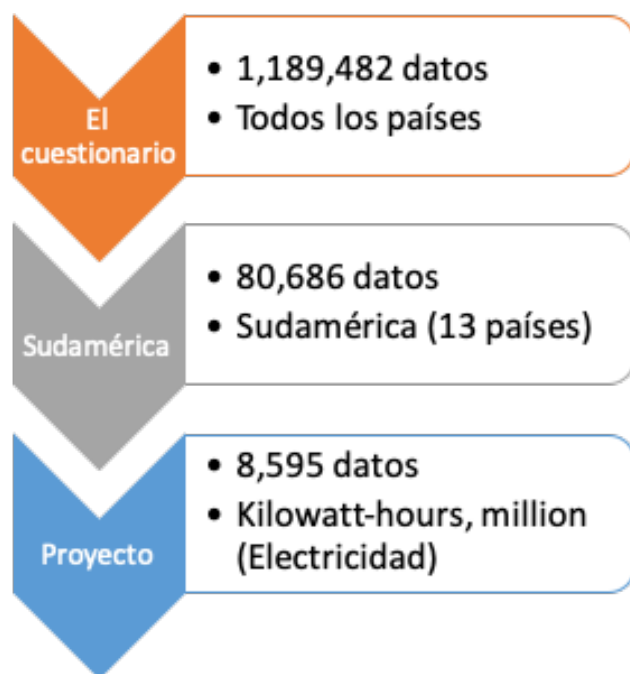 El
cuestionario
• 1,189,482 datos
• Todos los países
Sudamérica
• 80,686 datos
• Sudamérica (13 países)
Proyecto
• 8,595 datos
• Kilowatt-hours, million
(Electricidad)